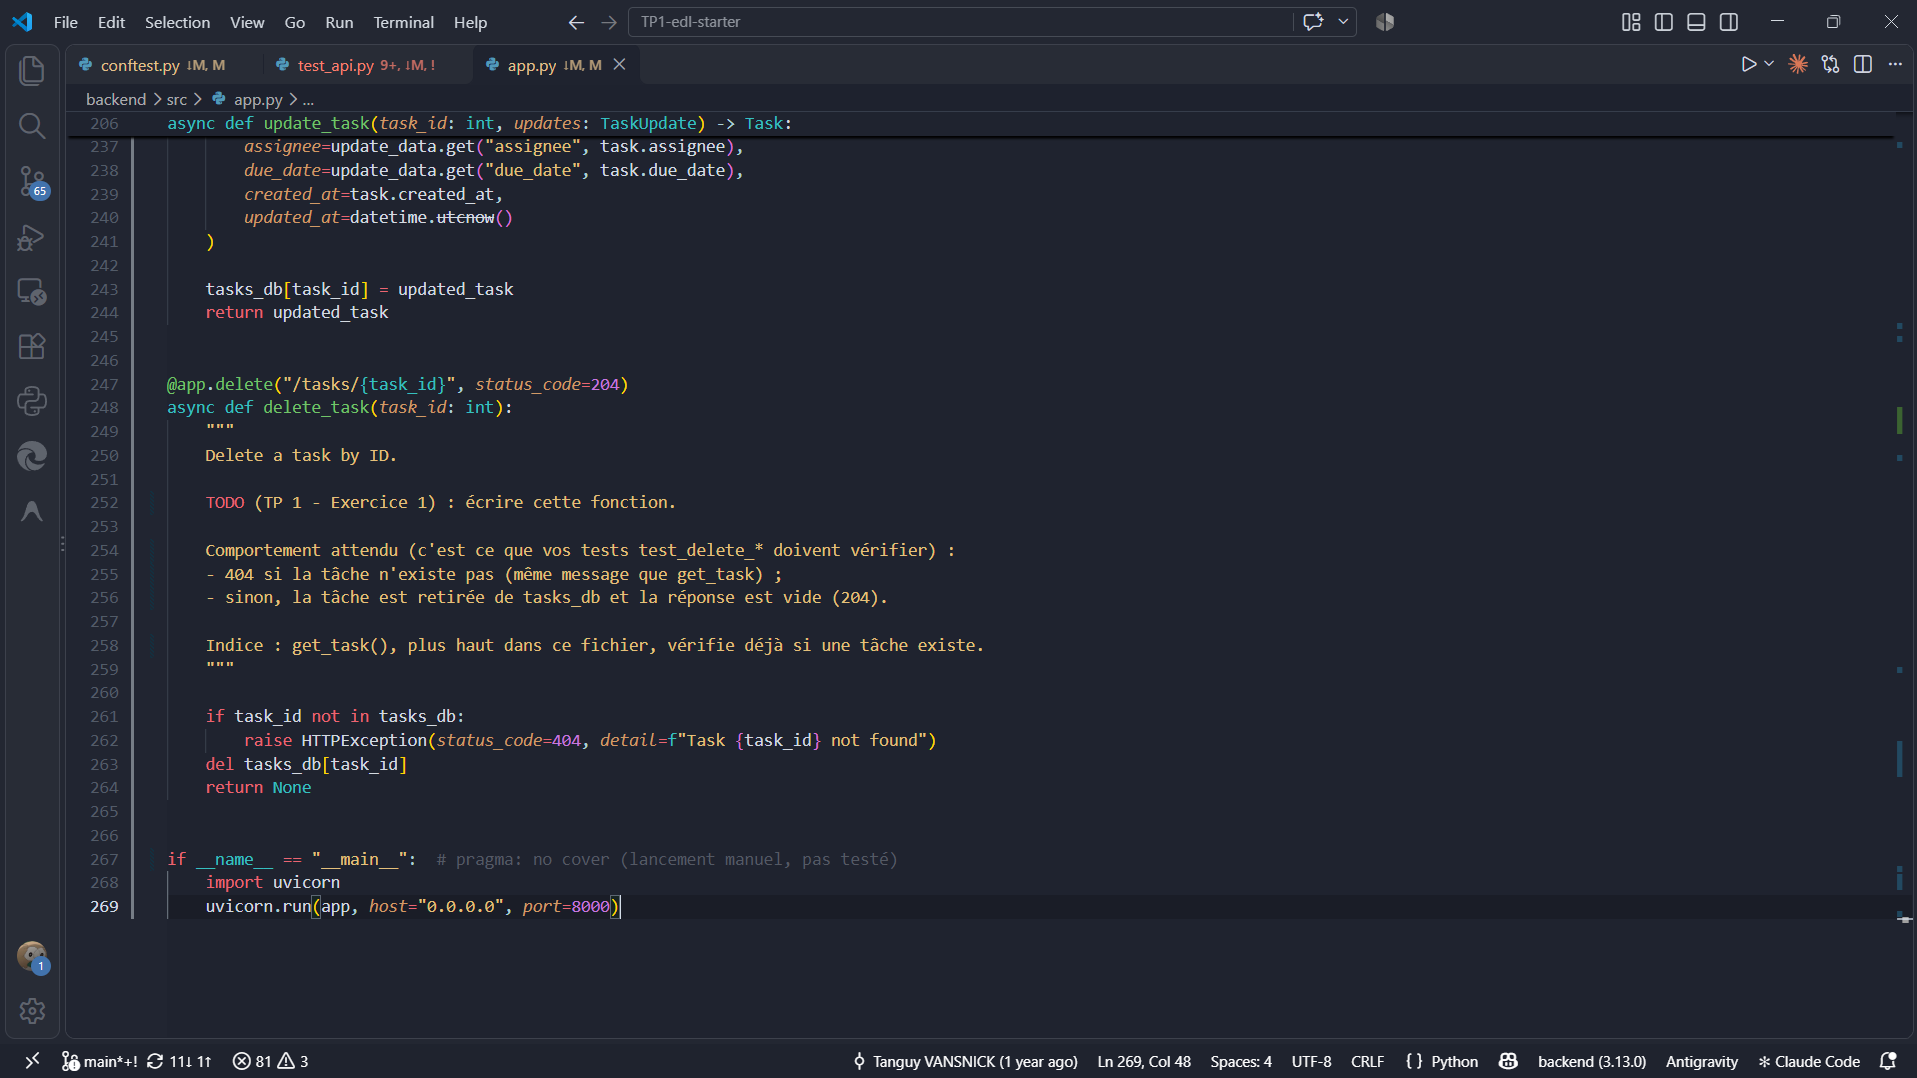 File Edit Selection View Go Run Terminal Help
TP1-edl-starter
conftest.py ↓M, M
test_api.py 9+, ↓M, !
app.py ↓M, M
backend > src > app.py > ...
206 async def update_task(task_id: int, updates: TaskUpdate) -> Task:
237 assignee=update_data.get("assignee", task.assignee),
238 due_date=update_data.get("due_date", task.due_date),
239 created_at=task.created_at,
240 updated_at=datetime.utcnow()
241 )
242
243 tasks_db[task_id] = updated_task
244 return updated_task
245
246
247 @app.delete("/tasks/{task_id}", status_code=204)
248 async def delete_task(task_id: int):
249 """
250 Delete a task by ID.
251
252 TODO (TP 1 - Exercice 1) : écrire cette fonction.
253
254 Comportement attendu (c'est ce que vos tests test_delete_* doivent vérifier) :
255 - 404 si la tâche n'existe pas (même message que get_task) ;
256 - sinon, la tâche est retirée de tasks_db et la réponse est vide (204).
257
258 Indice : get_task(), plus haut dans ce fichier, vérifie déjà si une tâche existe.
259 """
260
261 if task_id not in tasks_db:
262 raise HTTPException(status_code=404, detail=f"Task {task_id} not found")
263 del tasks_db[task_id]
264 return None
265
266
267 if __name__ == "__main__": # pragma: no cover (lancement manuel, pas testé)
268 import uvicorn
269 uvicorn.run(app, host="0.0.0.0", port=8000)
65
1
main*+! 11↓ 1↑ 81 3 Tanguy VANSNICK (1 year ago) Ln 269, Col 48 Spaces: 4 UTF-8 CRLF {} Python backend (3.13.0) Antigravity Claude Code